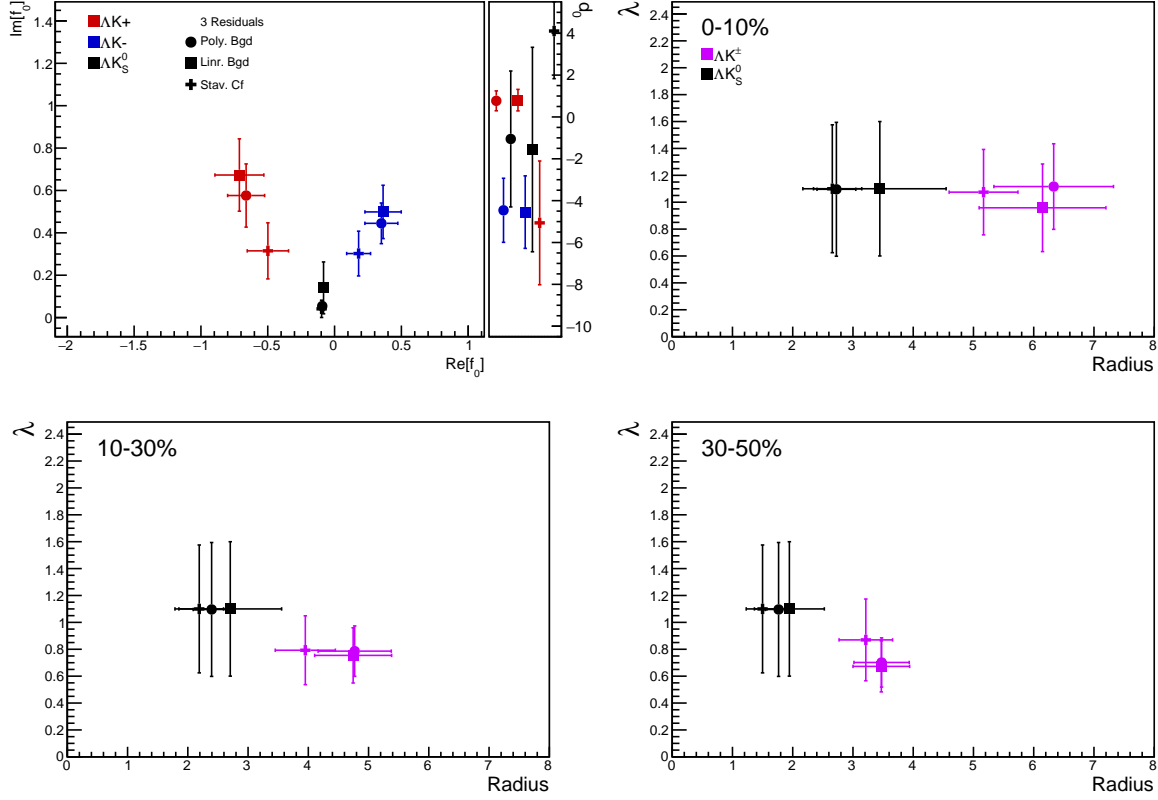 Im[f₀]
1.4
1.2
1
0.8
0.6
0.4
0.2
0
−2 −1.5 −1 −0.5 0 0.5 1
Re[f₀]
ΛK+
ΛK-
ΛK⁰_S
3 Residuals
Poly. Bgd
Linr. Bgd
Stav. Cf
d₀
4
2
0
−2
−4
−6
−8
−10
λ
0-10%
ΛK±
ΛK⁰_S
2.4
2.2
2
1.8
1.6
1.4
1.2
1
0.8
0.6
0.4
0.2
0
0 1 2 3 4 5 6 7 8
Radius
λ
10-30%
2.4
2.2
2
1.8
1.6
1.4
1.2
1
0.8
0.6
0.4
0.2
0
0 1 2 3 4 5 6 7 8
Radius
λ
30-50%
2.4
2.2
2
1.8
1.6
1.4
1.2
1
0.8
0.6
0.4
0.2
0
0 1 2 3 4 5 6 7 8
Radius